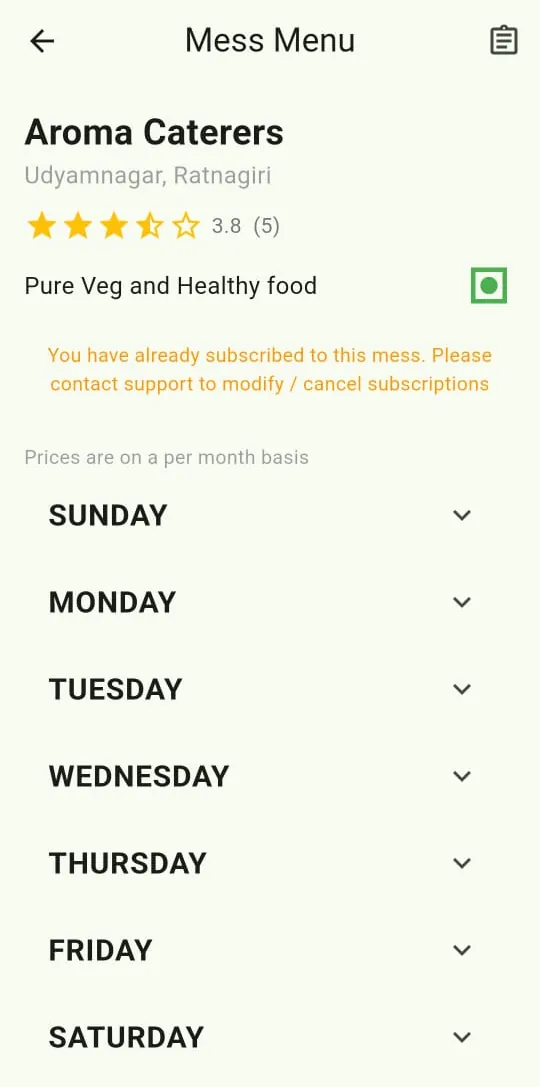 Mess Menu
Aroma Caterers
Udyamnagar, Ratnagiri
3.8 (5)
Pure Veg and Healthy food
You have already subscribed to this mess. Please
contact support to modify / cancel subscriptions
Prices are on a per month basis
SUNDAY
MONDAY
TUESDAY
WEDNESDAY
THURSDAY
FRIDAY
SATURDAY